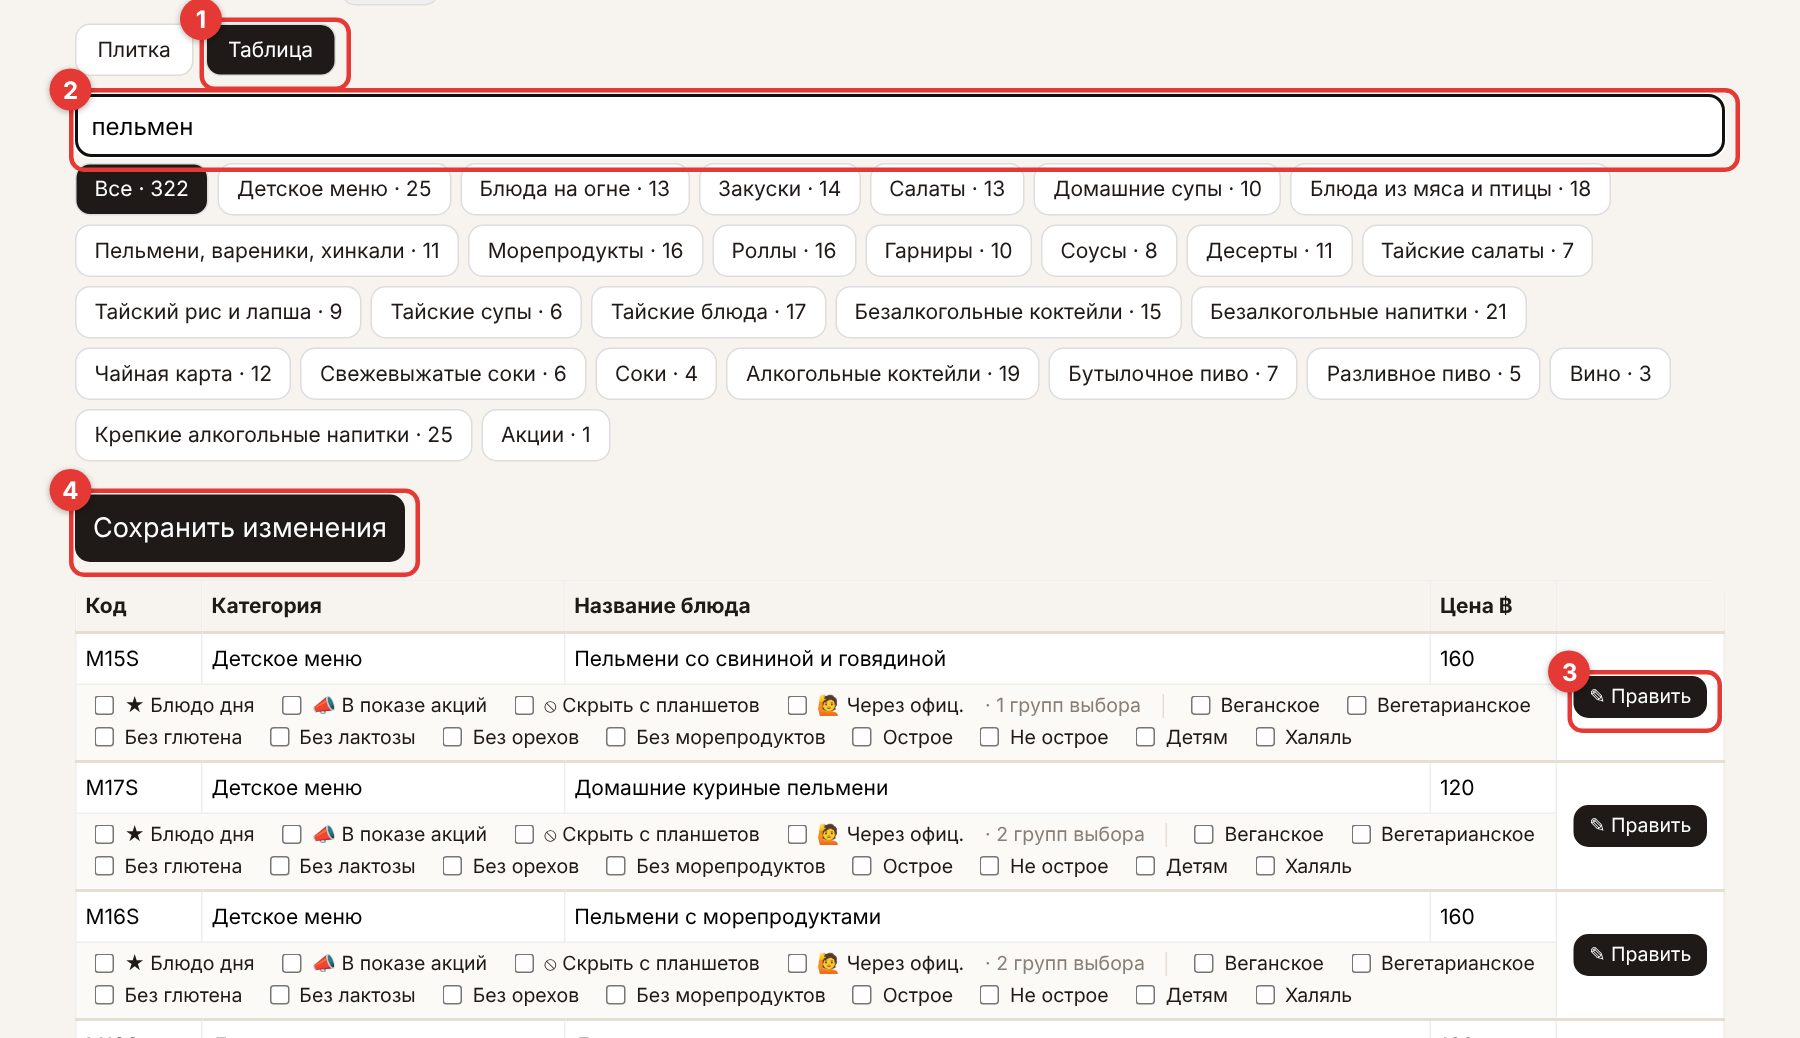 1
Плитка Таблица
2
пельмен
Все · 322 Детское меню · 25 Блюда на огне · 13 Закуски · 14 Салаты · 13 Домашние супы · 10 Блюда из мяса и птицы · 18
Пельмени, вареники, хинкали · 11 Морепродукты · 16 Роллы · 16 Гарниры · 10 Соусы · 8 Десерты · 11 Тайские салаты · 7
Тайский рис и лапша · 9 Тайские супы · 6 Тайские блюда · 17 Безалкогольные коктейли · 15 Безалкогольные напитки · 21
Чайная карта · 12 Свежевыжатые соки · 6 Соки · 4 Алкогольные коктейли · 19 Бутылочное пиво · 7 Разливное пиво · 5 Вино · 3
Крепкие алкогольные напитки · 25 Акции · 1
4
Сохранить изменения
Код Категория Название блюда Цена ฿
M15S Детское меню Пельмени со свининой и говядиной 160
3
★ Блюдо дня 📣 В показе акций ⦸ Скрыть с планшетов 🙋 Через офиц. · 1 групп выбора Веганское Вегетарианское ✎ Править
Без глютена Без лактозы Без орехов Без морепродуктов Острое Не острое Детям Халяль
M17S Детское меню Домашние куриные пельмени 120
★ Блюдо дня 📣 В показе акций ⦸ Скрыть с планшетов 🙋 Через офиц. · 2 групп выбора Веганское Вегетарианское ✎ Править
Без глютена Без лактозы Без орехов Без морепродуктов Острое Не острое Детям Халяль
M16S Детское меню Пельмени с морепродуктами 160
★ Блюдо дня 📣 В показе акций ⦸ Скрыть с планшетов 🙋 Через офиц. · 2 групп выбора Веганское Вегетарианское ✎ Править
Без глютена Без лактозы Без орехов Без морепродуктов Острое Не острое Детям Халяль